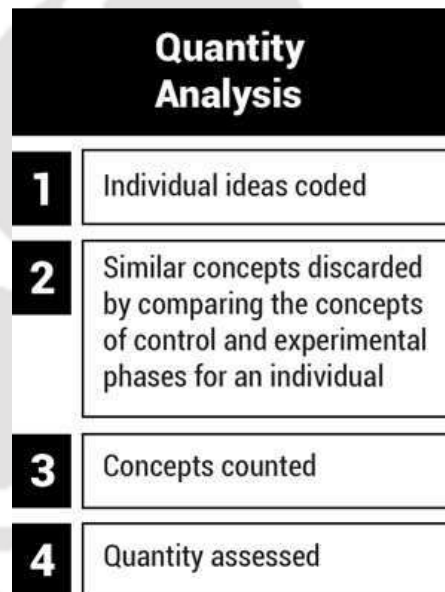 Quantity
Analysis
1
Individual ideas coded
2
Similar concepts discarded
by comparing the concepts
of control and experimental
phases for an individual
3
Concepts counted
4
Quantity assessed